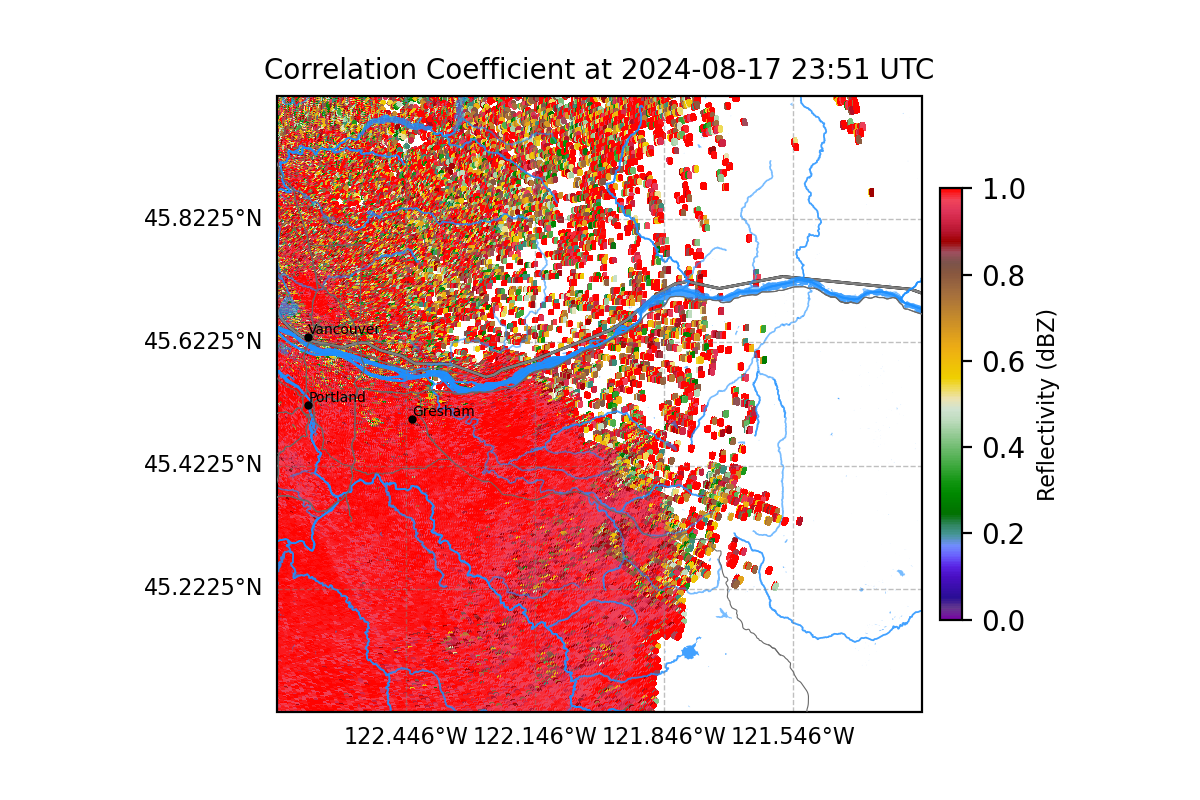 Correlation Coefficient at 2024-08-17 23:51 UTC
1.0
45.8225°N
0.8
Vancouver
45.6225°N
0.6
Reflectivity (dBZ)
Portland
Gresham
45.4225°N
0.4
0.2
45.2225°N
0.0
122.446°W 122.146°W 121.846°W 121.546°W